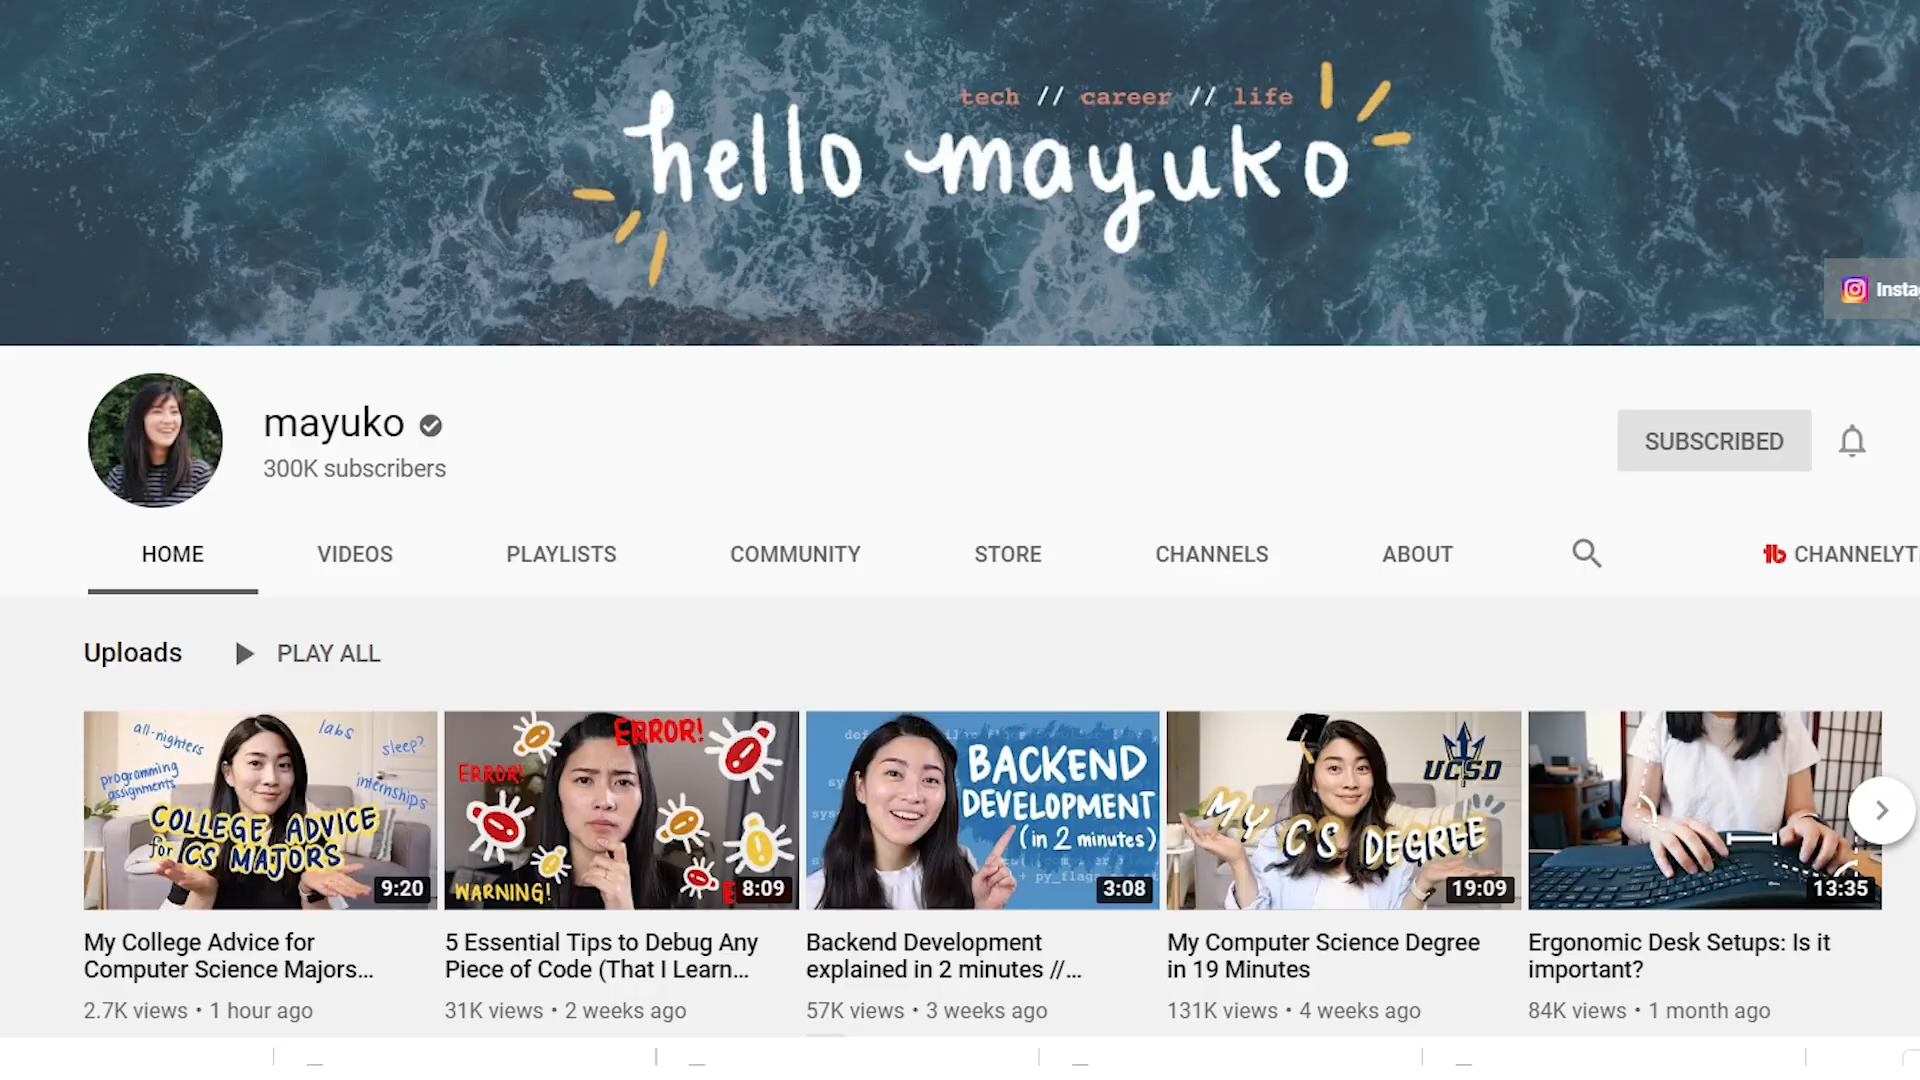 tech // career // life
hello mayuko
Insta
mayuko
300K subscribers
SUBSCRIBED
HOME
VIDEOS
PLAYLISTS
COMMUNITY
STORE
CHANNELS
ABOUT
CHANNELYTI
Uploads
PLAY ALL
all-nighters
labs
sleep?
programming
assignments
internships
COLLEGE ADVICE
for CS MAJORS
9:20
ERROR!
ERROR!
WARNING!
8:09
BACKEND
DEVELOPMENT
(in 2 minutes)
3:08
UCSD
MY CS DEGREE
19:09
13:35
My College Advice for
Computer Science Majors...
2.7K views • 1 hour ago
5 Essential Tips to Debug Any
Piece of Code (That I Learn...
31K views • 2 weeks ago
Backend Development
explained in 2 minutes //...
57K views • 3 weeks ago
My Computer Science Degree
in 19 Minutes
131K views • 4 weeks ago
Ergonomic Desk Setups: Is it
important?
84K views • 1 month ago